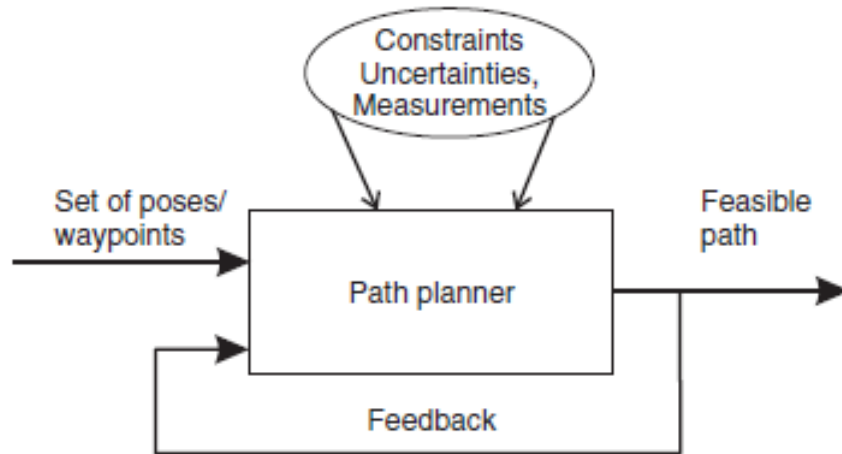 Constraints
Uncertainties,
Measurements
Set of poses/
waypoints
Feasible
path
Path planner
Feedback